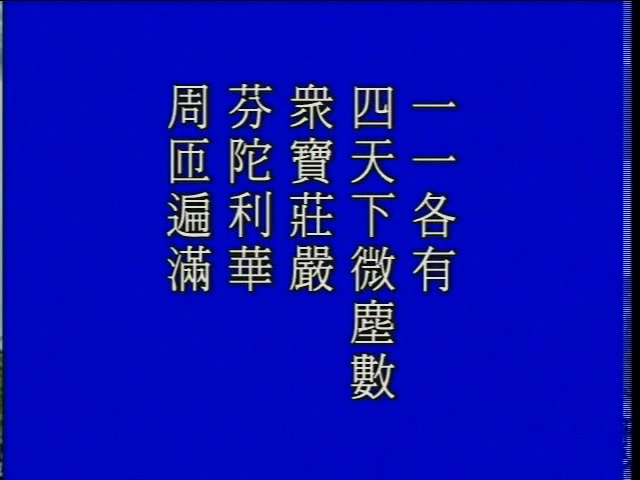 一一各有
四天下微塵數
衆寶莊嚴
芬陀利華
周匝遍滿